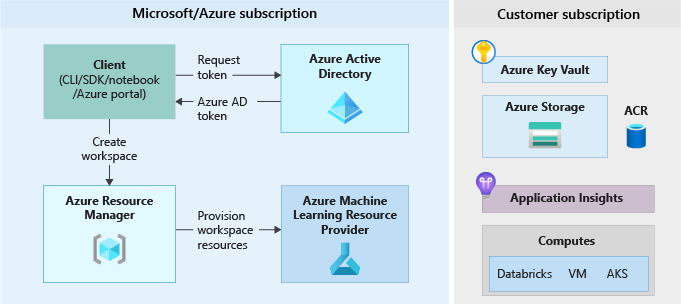 Microsoft/Azure subscription
Client
(CLI/SDK/notebook
/Azure portal)
Request
token
Azure AD
token
Azure Active
Directory
Create
workspace
Azure Resource
Manager
Provision
workspace
resources
Azure Machine
Learning Resource
Provider
Customer subscription
Azure Key Vault
Azure Storage
ACR
Application Insights
Computes
Databricks VM AKS